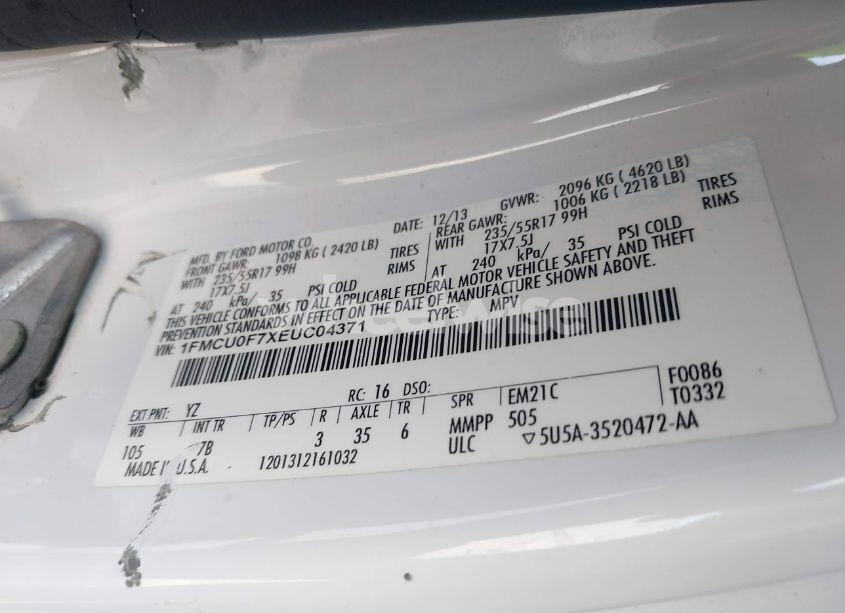 MFD. BY FORD MOTOR CO. DATE: 12/13 GVWR: 2096 KG ( 4620 LB)
FRONT GAWR: 1098 KG ( 2420 LB) REAR GAWR: 1006 KG ( 2218 LB)
WITH 235/55R17 99H TIRES WITH 235/55R17 99H TIRES
17X7.5J RIMS 17X7.5J RIMS
AT 240 kPa/ 35 PSI COLD AT 240 kPa/ 35 PSI COLD
THIS VEHICLE CONFORMS TO ALL APPLICABLE FEDERAL MOTOR VEHICLE SAFETY AND THEFT
PREVENTION STANDARDS IN EFFECT ON THE DATE OF MANUFACTURE SHOWN ABOVE.
VIN: 1FMCU0F7XEUC04371 TYPE: MPV
EXT PNT: YZ RC: 16 DSO:
WB INT TR TP/PS R AXLE TR SPR EM21C F0086
105 7B 3 35 6 MMPP 505 T0332
MADE IN U.S.A. 1201312161032 ULC ▽5U5A-3520472-AA